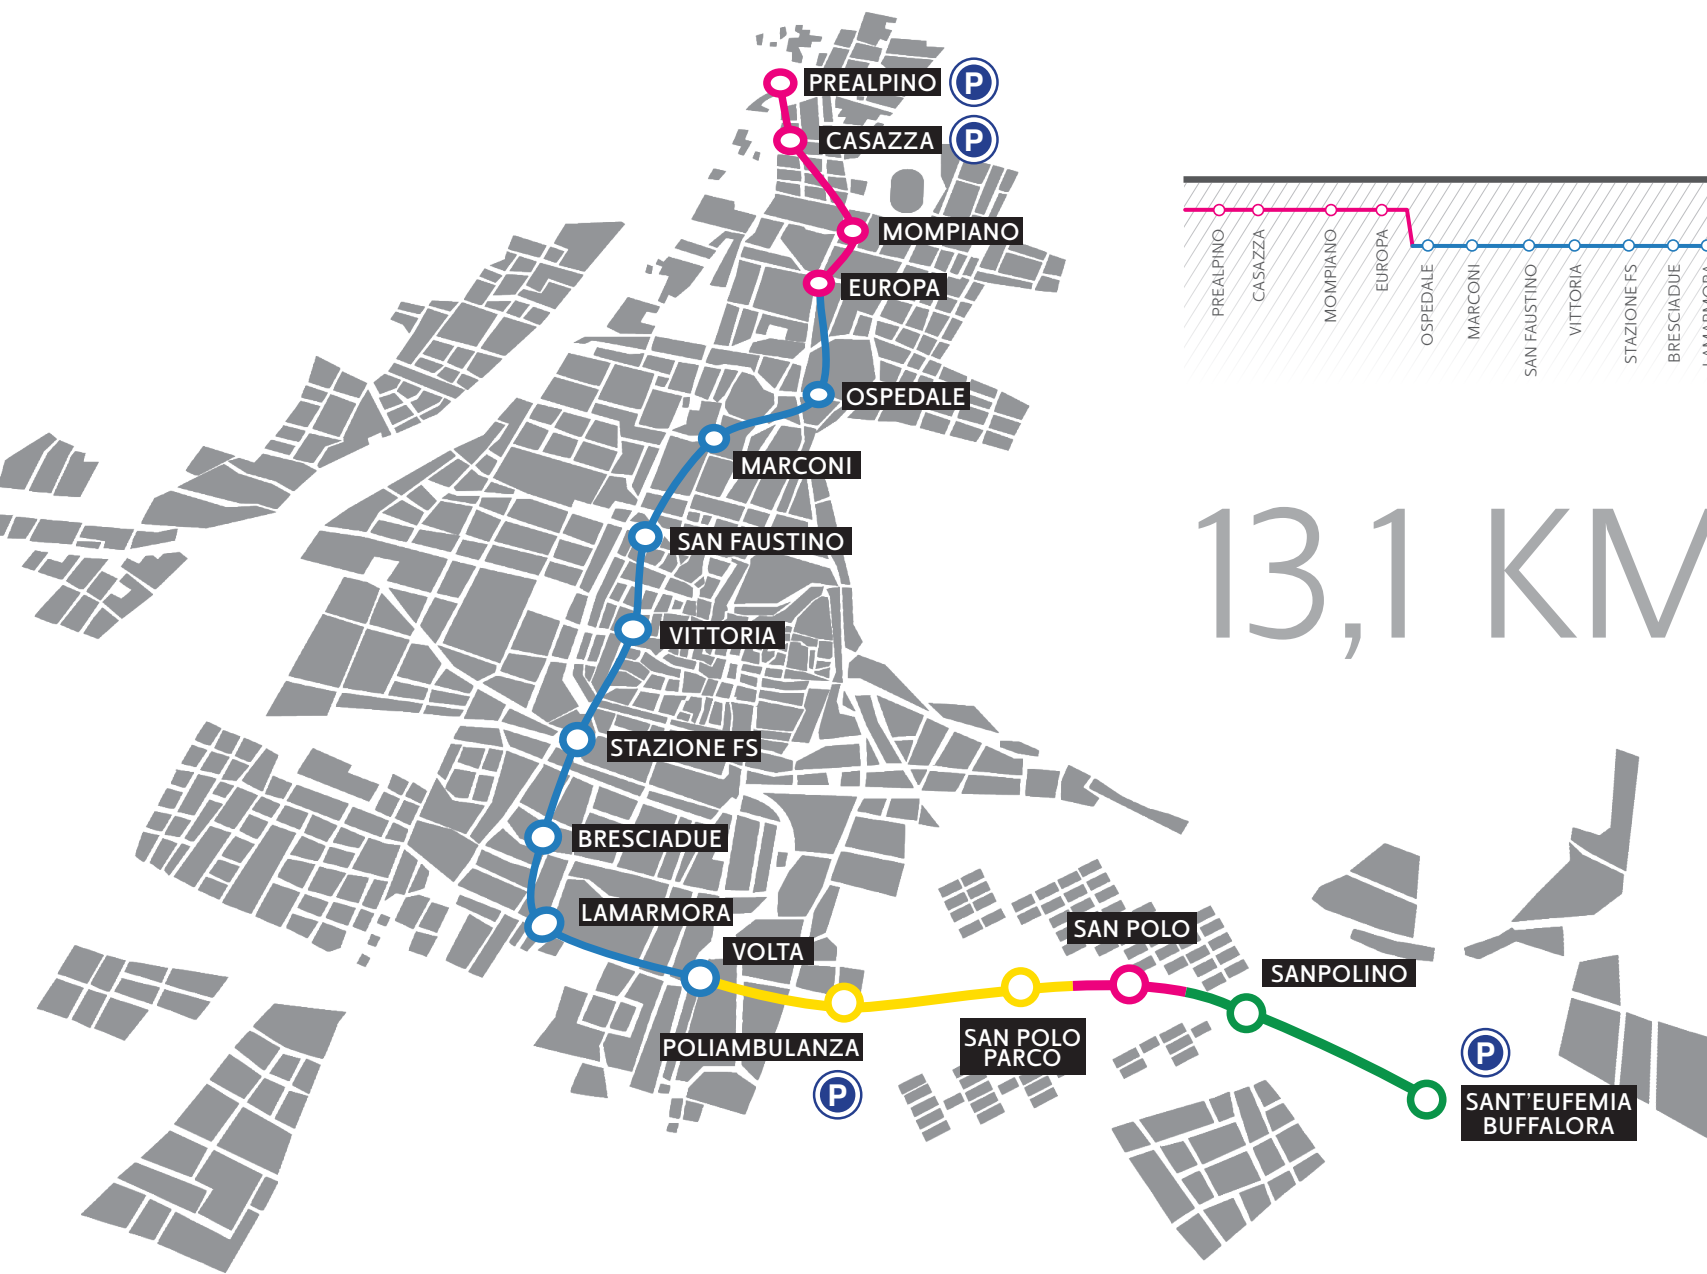 PREALPINO P
CASAZZA P
MOMPIANO
EUROPA
OSPEDALE
MARCONI
SAN FAUSTINO
VITTORIA
STAZIONE FS
BRESCIADUE
LAMARMORA
VOLTA
POLIAMBULANZA
P
SAN POLO
PARCO
SAN POLO
SANPOLINO
P
SANT'EUFEMIA
BUFFALORA
PREALPINO
CASAZZA
MOMPIANO
EUROPA
OSPEDALE
MARCONI
SAN FAUSTINO
VITTORIA
STAZIONE FS
BRESCIADUE
13,1 KM